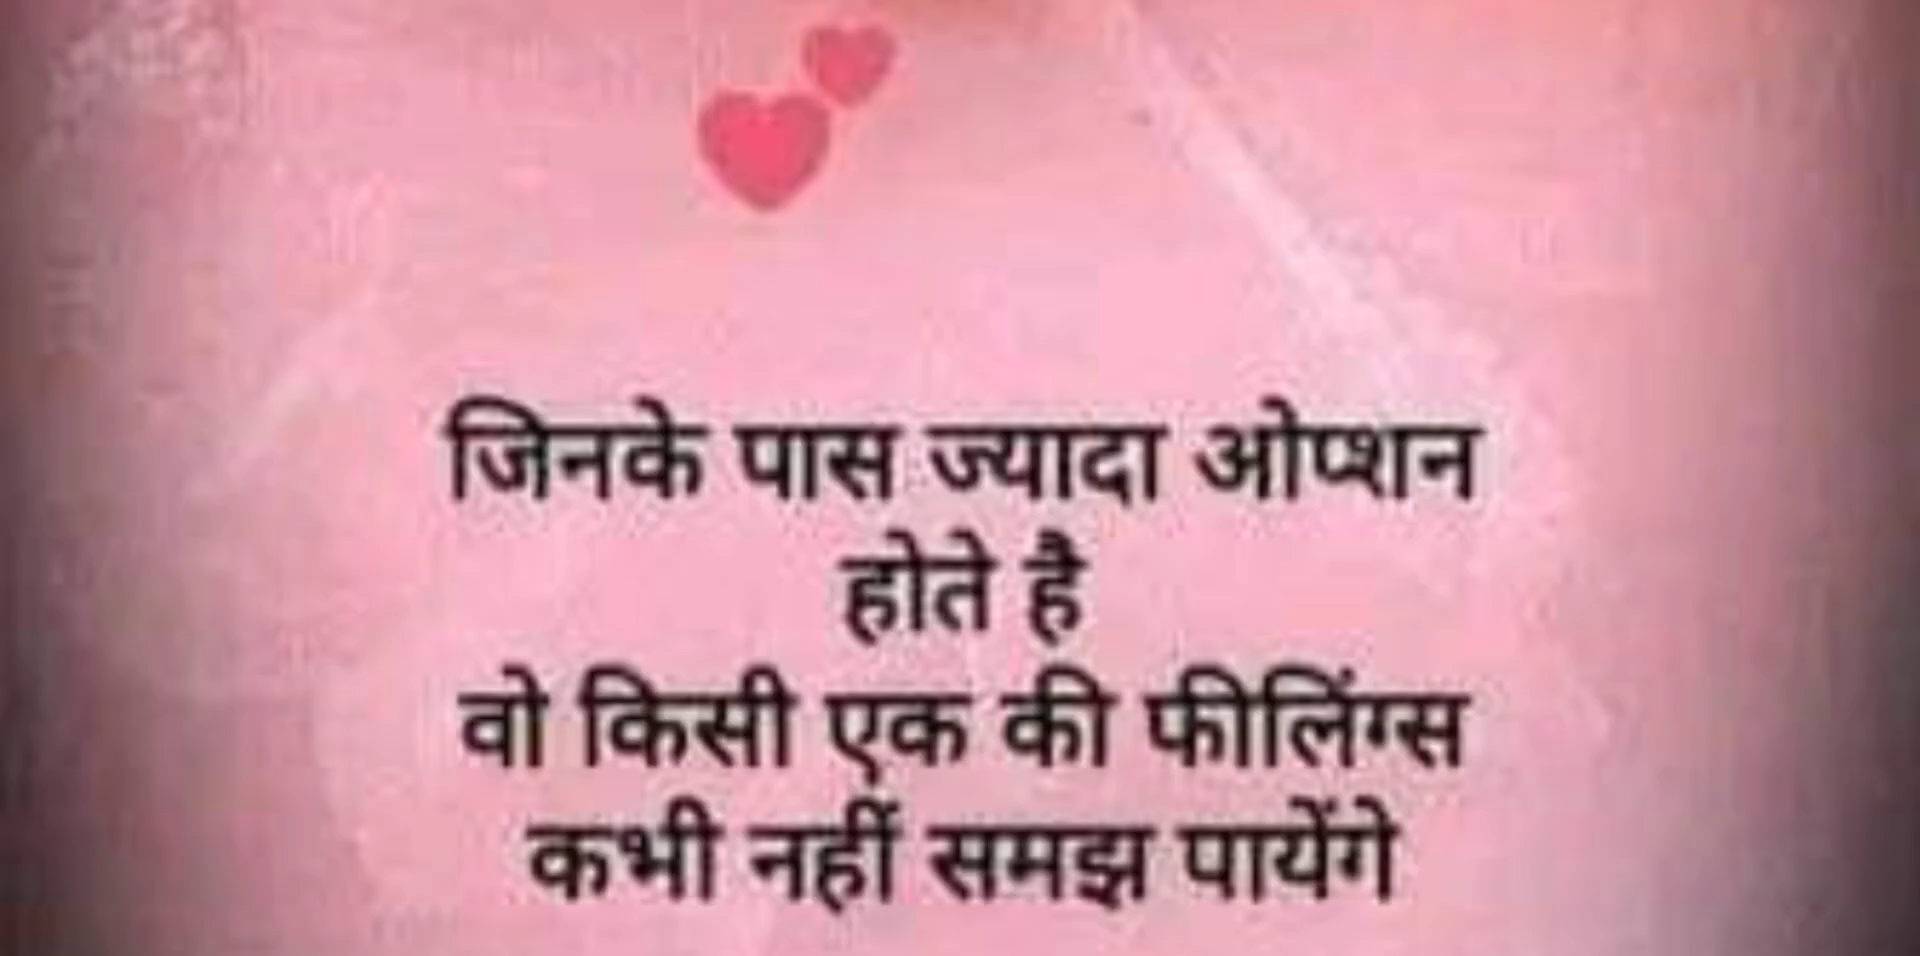 जिनके पास ज्यादा ओप्शन
होते है
वो किसी एक की फीलिंग्स
कभी नहीं समझ पायेंगे